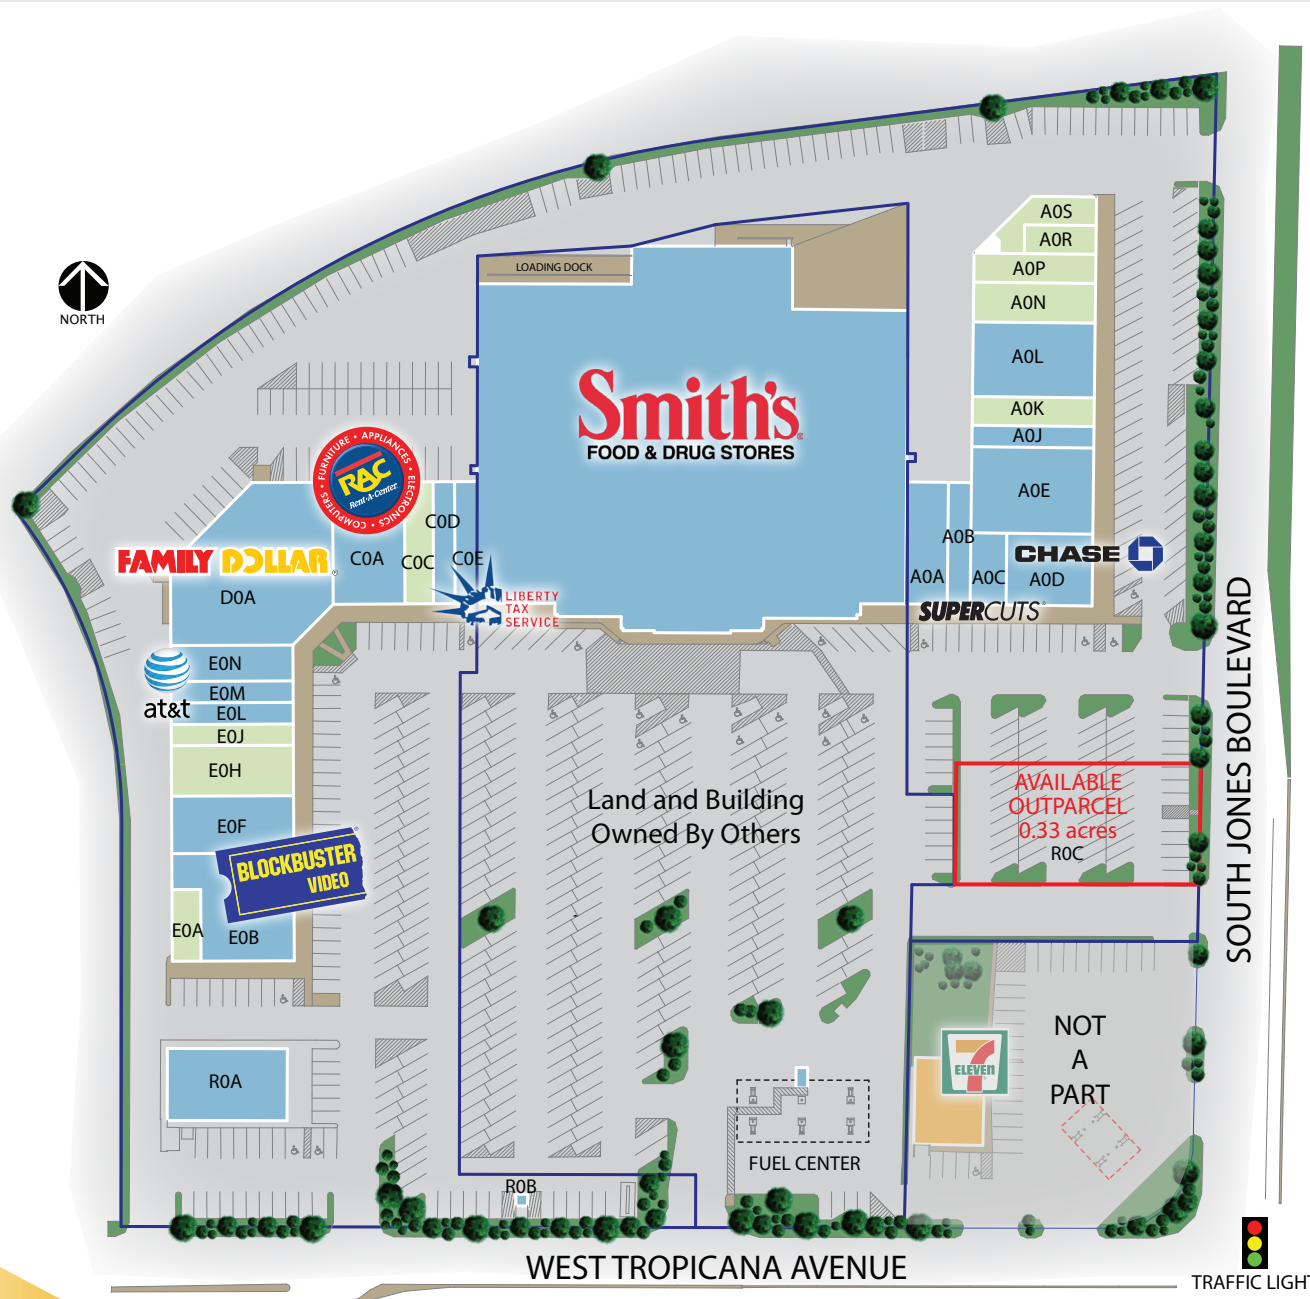 A0S
A0R
A0P
LOADING DOCK
A0N
NORTH
A0L
Smith's
FOOD & DRUG STORES
A0K
A0J
FURNITURE • APPLIANCES • ELECTRONICS • COMPUTERS •
RAC
Rent-A-Center
A0E
C0D
A0B
FAMILY DOLLAR
C0A
C0C
C0E
CHASE
A0A
A0C
A0D
D0A
LIBERTY
TAX
SERVICE
SUPERCUTS
E0N
at&t
E0M
E0L
E0J
E0H
E0F
Land and Building
Owned By Others
AVAILABLE
OUTPARCEL
0.33 acres
R0C
SOUTH JONES BOULEVARD
BLOCKBUSTER
VIDEO
E0A
E0B
NOT
A
PART
7
ELEVEN
R0A
FUEL CENTER
R0B
WEST TROPICANA AVENUE
TRAFFIC LIGHT